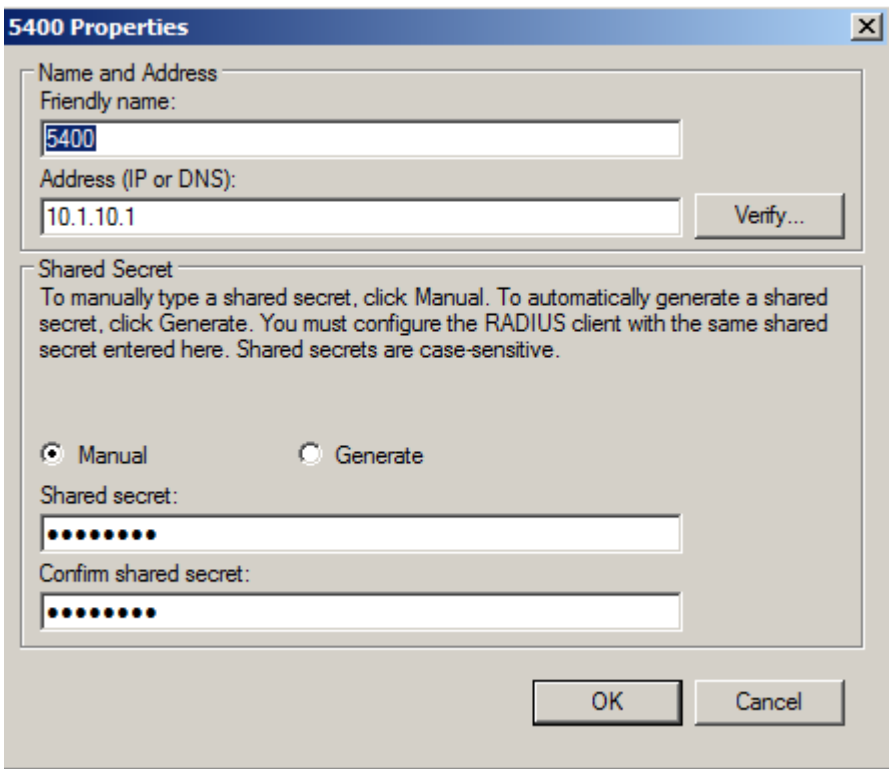 5400 Properties
Name and Address
Friendly name:
5400
Address (IP or DNS):
10.1.10.1
Verify...
Shared Secret
To manually type a shared secret, click Manual. To automatically generate a shared
secret, click Generate. You must configure the RADIUS client with the same shared
secret entered here. Shared secrets are case-sensitive.
Manual
Generate
Shared secret:
●●●●●●●●
Confirm shared secret:
●●●●●●●●
OK
Cancel